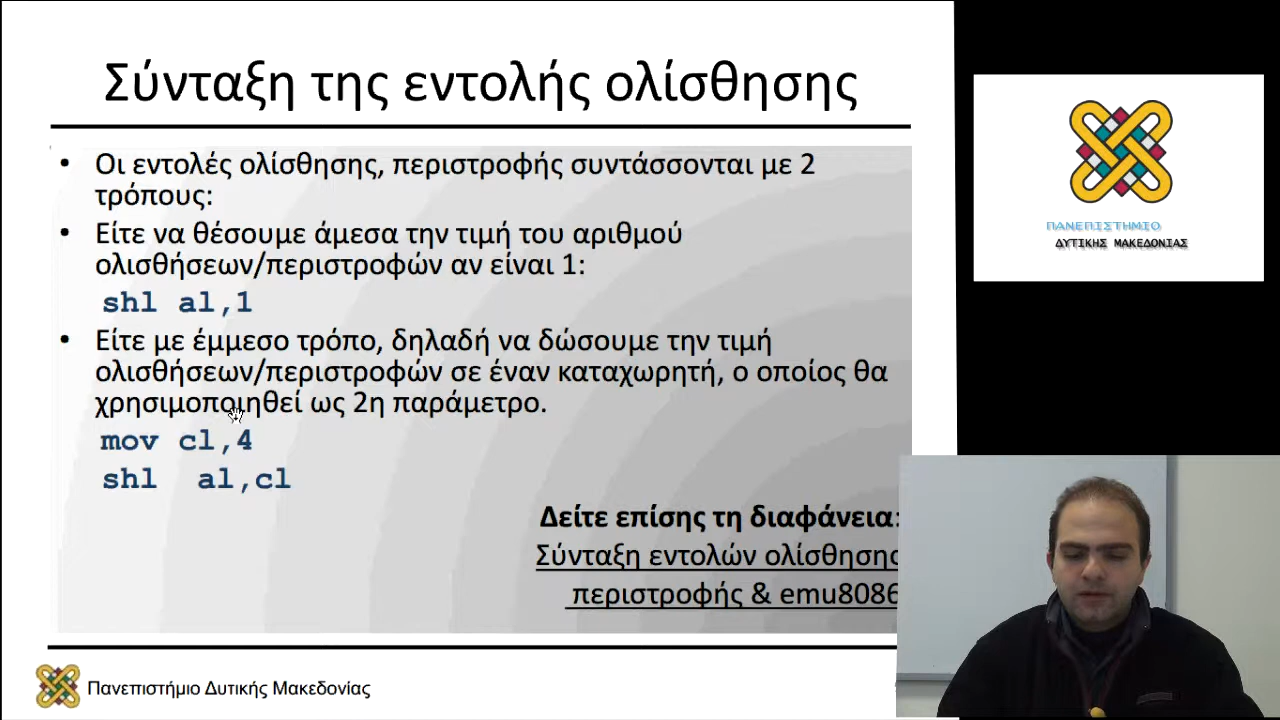 Σύνταξη της εντολής ολίσθησης
• Οι εντολές ολίσθησης, περιστροφής συντάσσονται με 2
τρόπους:
• Είτε να θέσουμε άμεσα την τιμή του αριθμού
ολισθήσεων/περιστροφών αν είναι 1:
shl al,1
• Είτε με έμμεσο τρόπο, δηλαδή να δώσουμε την τιμή
ολισθήσεων/περιστροφών σε έναν καταχωρητή, ο οποίος θα
χρησιμοποιηθεί ως 2η παράμετρο.
mov cl,4
shl al,cl
Δείτε επίσης τη διαφάνεια:
Σύνταξη εντολών ολίσθησης
περιστροφής & emu8086
Πανεπιστήμιο Δυτικής Μακεδονίας
ΠΑΝΕΠΙΣΤΗΜΙΟ
ΔΥΤΙΚΗΣ ΜΑΚΕΔΟΝΙΑΣ